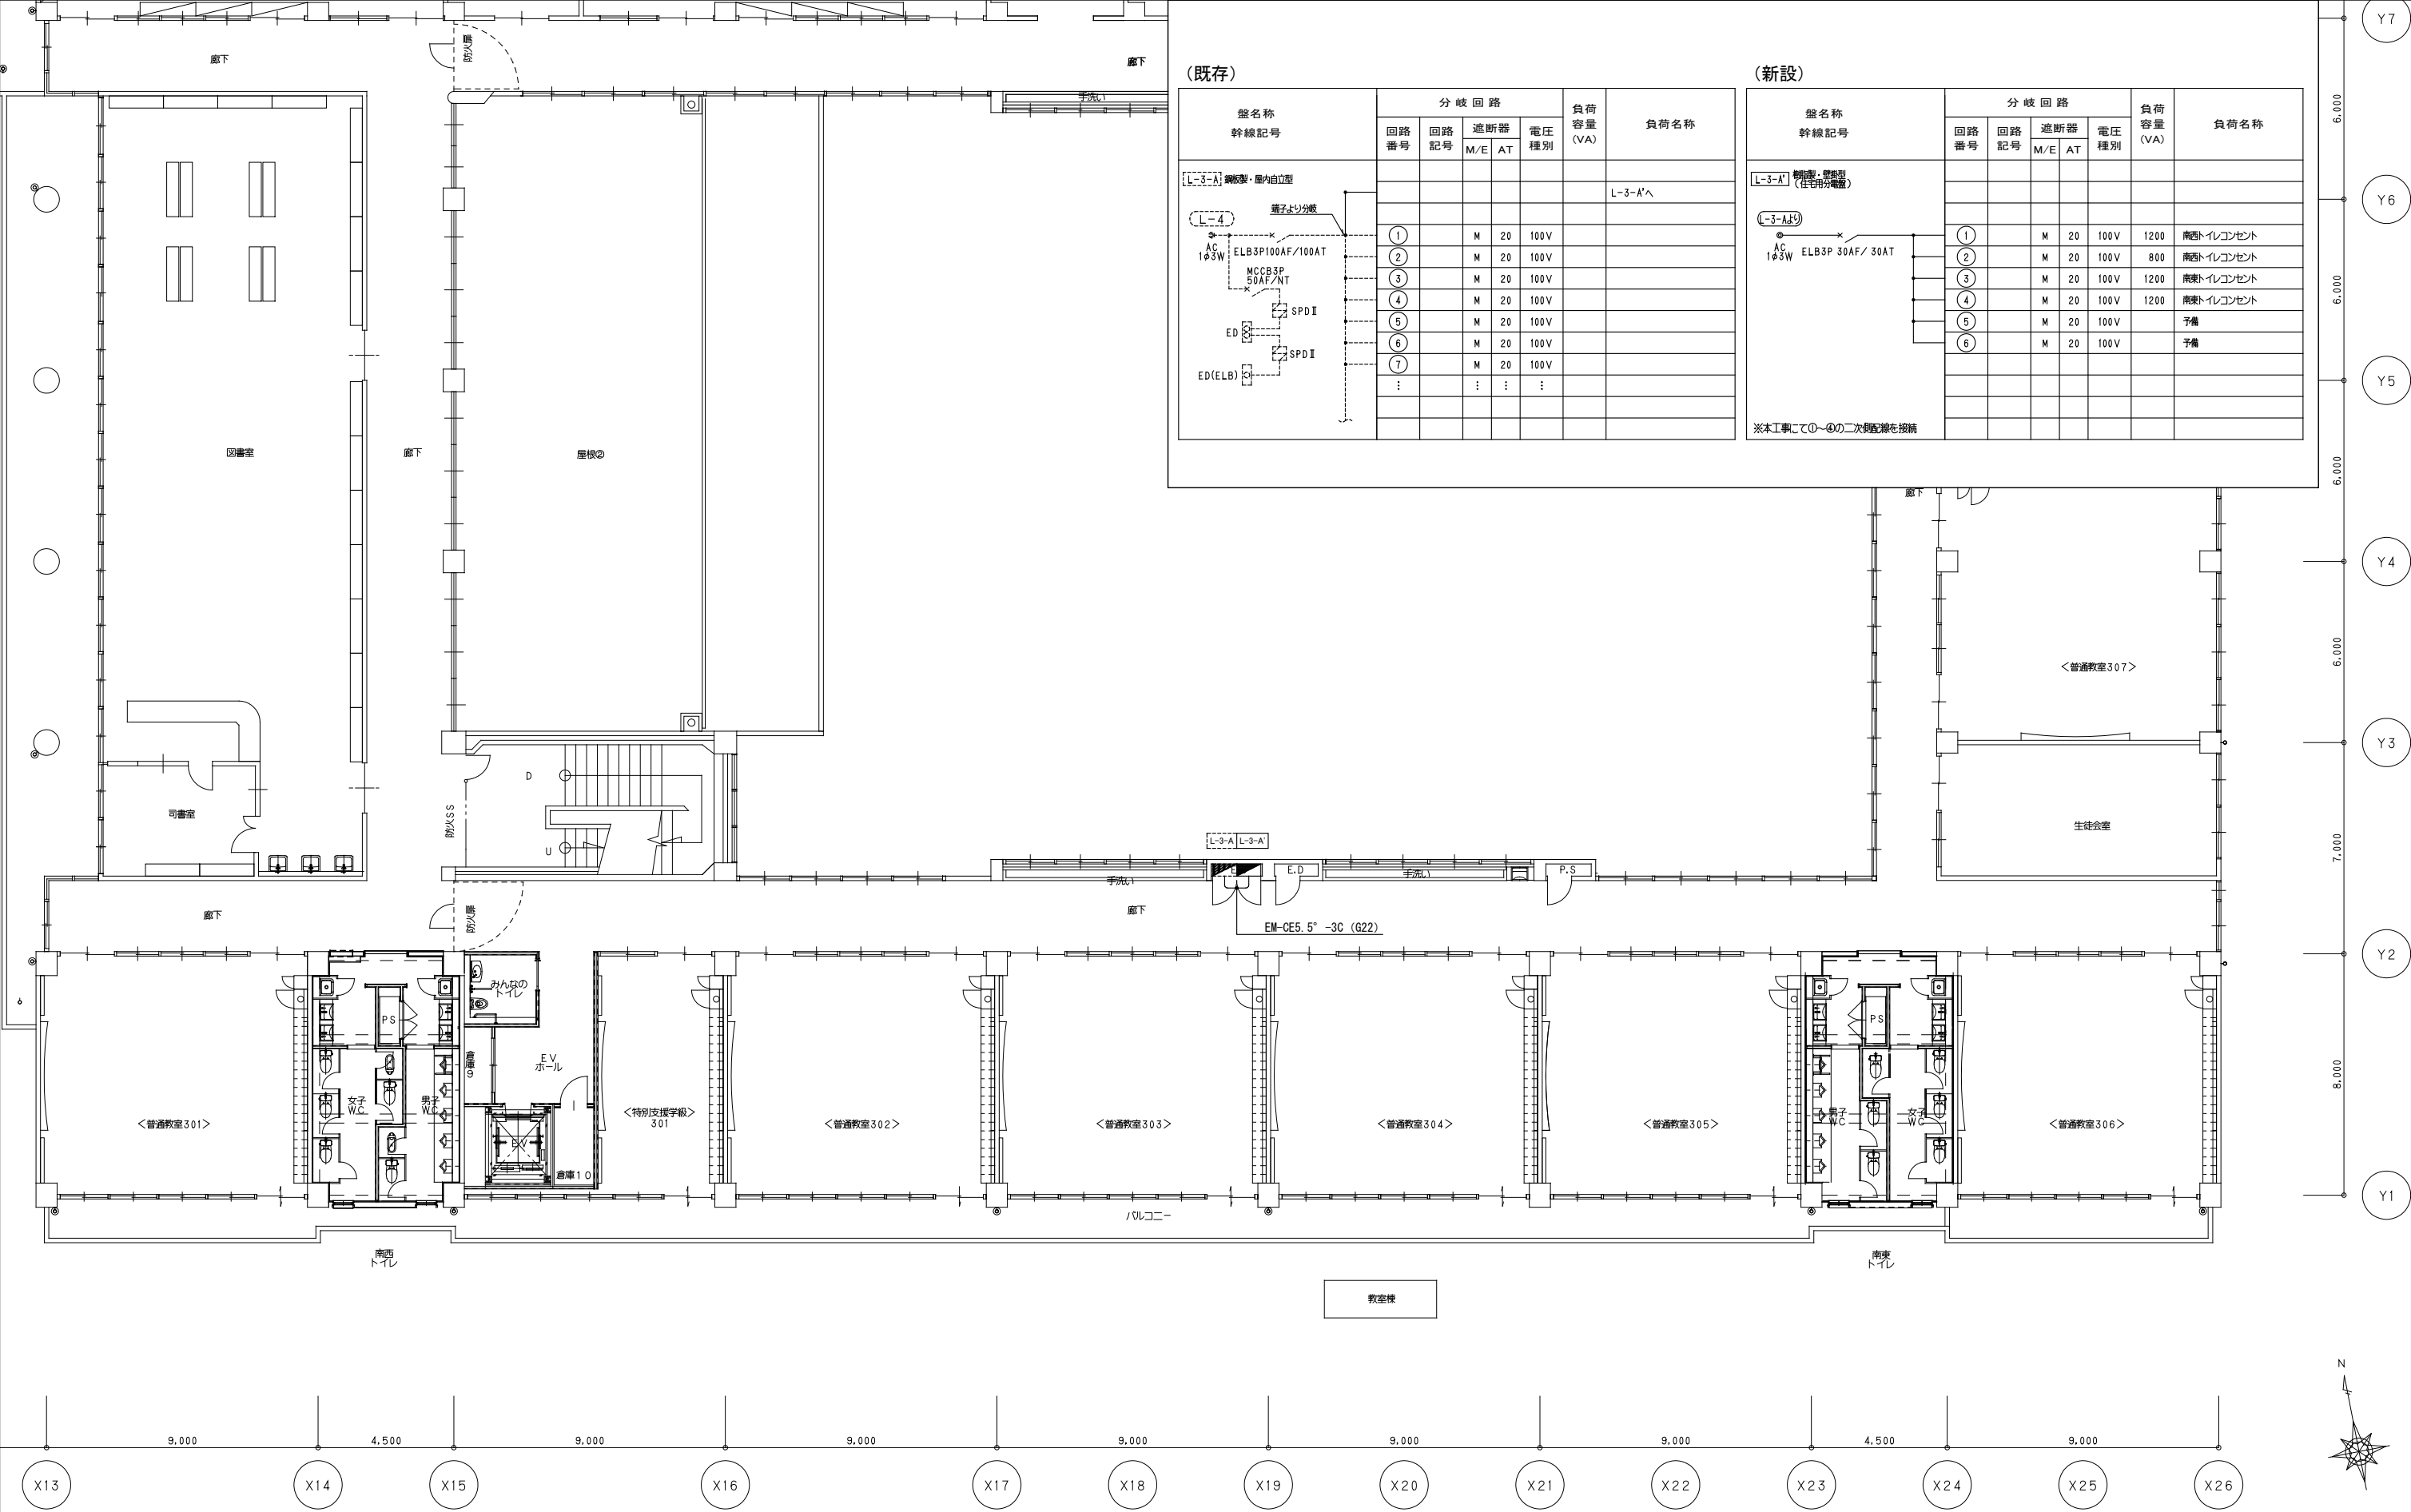 Y7
廊下
防火扉
廊下
手洗い
(既存)
盤名称
幹線記号
分岐回路
負荷
容量
(VA)
負荷名称
回路
番号
回路
記号
遮断器
M/E AT
電圧
種別
L-3-A 鋼板製・屋内自立型
L-3-A'へ
L-4
端子より分岐
AC
1φ3W
ELB3P100AF/100AT
MCCB3P
50AF/NT
SPDⅡ
ED
SPDⅡ
ED(ELB)
① M 20 100V
② M 20 100V
③ M 20 100V
④ M 20 100V
⑤ M 20 100V
⑥ M 20 100V
⑦ M 20 100V
⋮ ⋮ ⋮ ⋮
(新設)
盤名称
幹線記号
分岐回路
負荷
容量
(VA)
負荷名称
回路
番号
回路
記号
遮断器
M/E AT
電圧
種別
L-3-A' 樹脂製・壁掛型
(住宅用分電盤)
L-3-Aより
AC
1φ3W
ELB3P 30AF/ 30AT
① M 20 100V 1200 南西トイレコンセント
② M 20 100V 800 南西トイレコンセント
③ M 20 100V 1200 南東トイレコンセント
④ M 20 100V 1200 南東トイレコンセント
⑤ M 20 100V 予備
⑥ M 20 100V 予備
※本工事にて①～④の二次側配線を接続
6,000
Y6
6,000
Y5
6,000
Y4
6,000
Y3
7,000
Y2
8,000
Y1
図書室
廊下
屋根②
廊下
<普通教室307>
司書室
防火SS
D
U
生徒会室
L-3-A L-3-A'
手洗い
E.D
手洗い
P.S
廊下
防火扉
廊下
EM-CE5.5°-3C (G22)
みんなの
トイレ
PS
PS
倉庫9
EV
ホール
<普通教室301>
女子
W.C
男子
W.C
EV
倉庫10
<特別支援学級>
301
<普通教室302>
<普通教室303>
<普通教室304>
<普通教室305>
男子
W.C
女子
W.C
<普通教室306>
バルコニー
南西
トイレ
南東
トイレ
教室棟
N
9,000
4,500
9,000
9,000
9,000
9,000
9,000
4,500
9,000
X13
X14
X15
X16
X17
X18
X19
X20
X21
X22
X23
X24
X25
X26